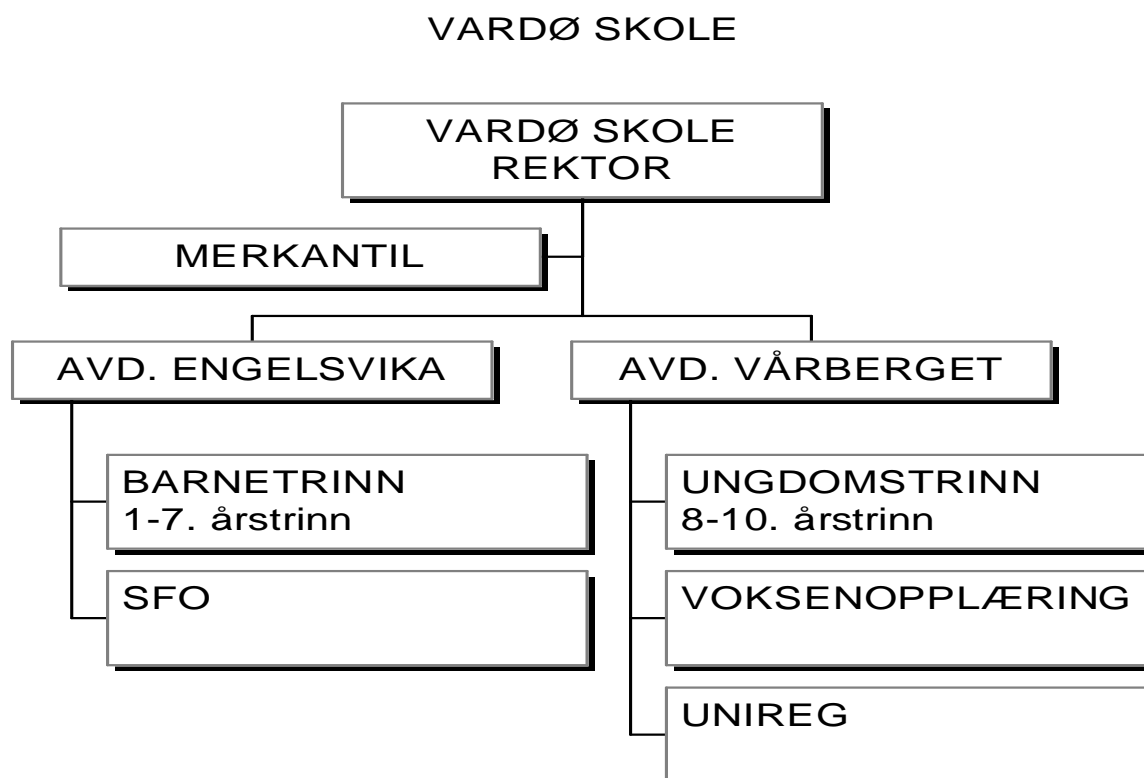 VARDØ SKOLE
VARDØ SKOLE
REKTOR
MERKANTIL
AVD. ENGELSVIKA
BARNETRINN
1-7. årstrinn
SFO
AVD. VÅRBERGET
UNGDOMSTRINN
8-10. årstrinn
VOKSENOPPLÆRING
UNIREG